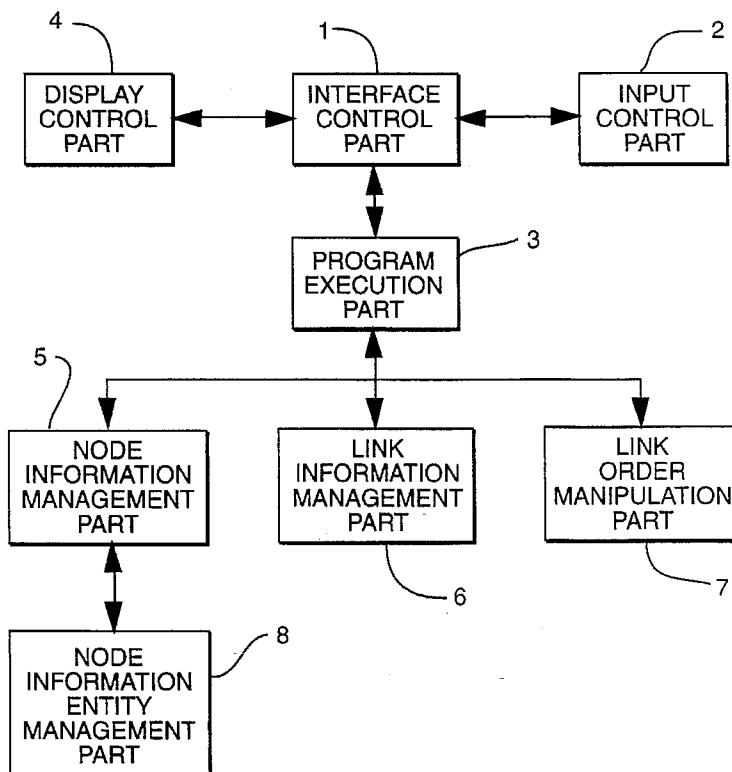 4
1
2
DISPLAY
CONTROL
PART
INTERFACE
CONTROL
PART
INPUT
CONTROL
PART
3
PROGRAM
EXECUTION
PART
5
NODE
INFORMATION
MANAGEMENT
PART
LINK
INFORMATION
MANAGEMENT
PART
LINK
ORDER
MANIPULATION
PART
6
7
8
NODE
INFORMATION
ENTITY
MANAGEMENT
PART